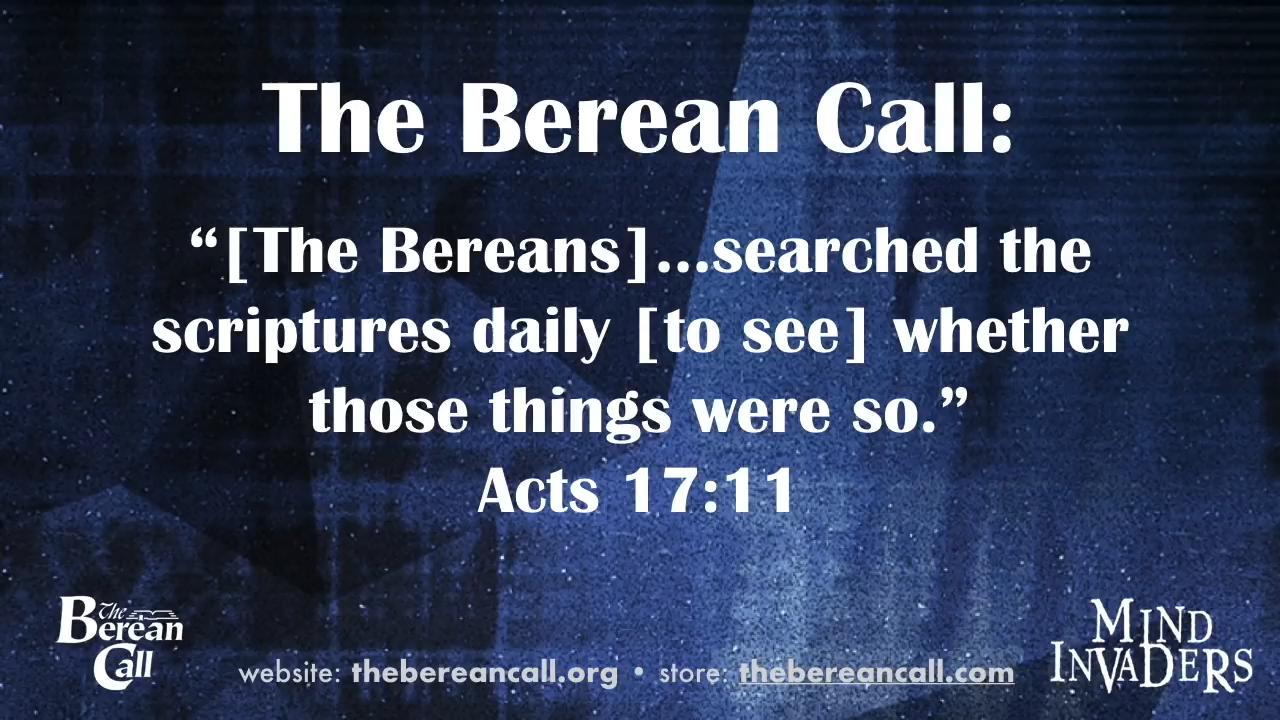 The Berean Call:
“[The Bereans]...searched the
scriptures daily [to see] whether
those things were so.”
Acts 17:11
The
Berean
Call
website: thebereancall.org • store: thebereancall.com
MIND
INVADERS